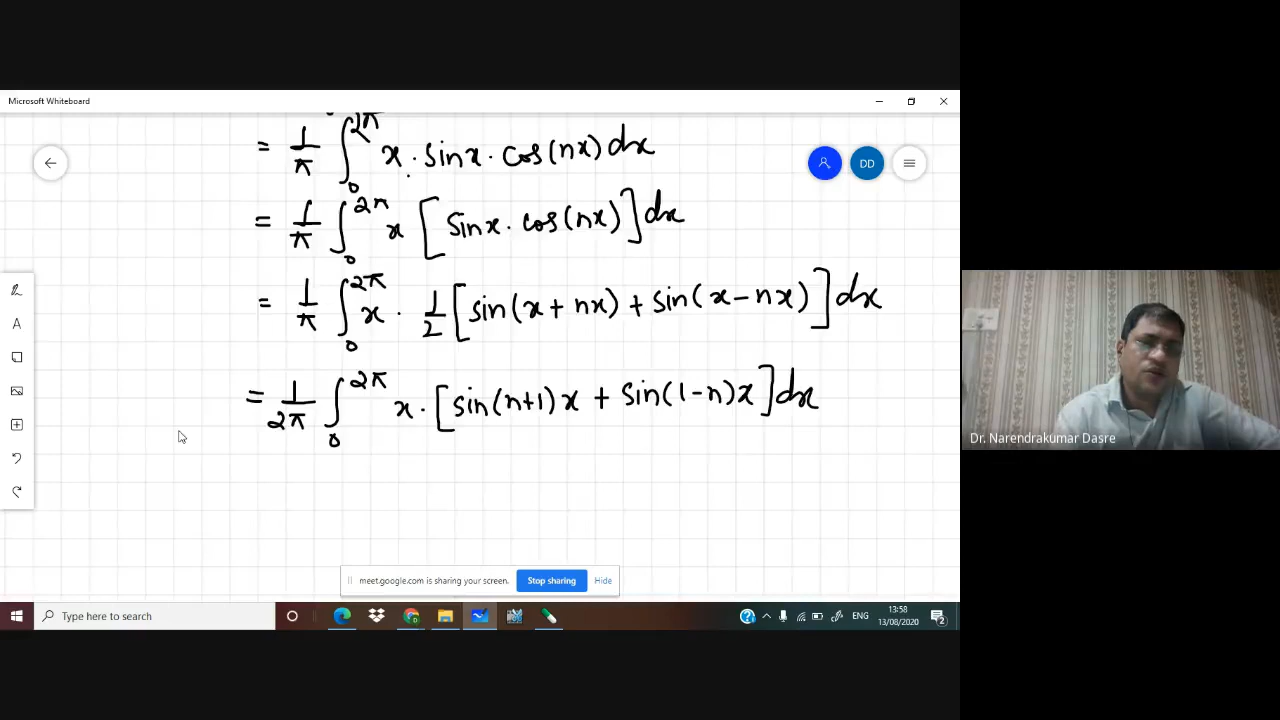 Microsoft Whiteboard
= 1/π ∫₀^2π x · sinx · cos(nx) dx
= 1/π ∫₀^2π x [sinx · cos(nx)] dx
= 1/π ∫₀^2π x · 1/2 [sin(x+nx) + sin(x−nx)] dx
= 1/2π ∫₀^2π x · [sin(n+1)x + sin(1−n)x] dx
DD
A
Dr. Narendrakumar Dasre
meet.google.com is sharing your screen.
Stop sharing
Hide
Type here to search
ENG
13:58
13/08/2020
2